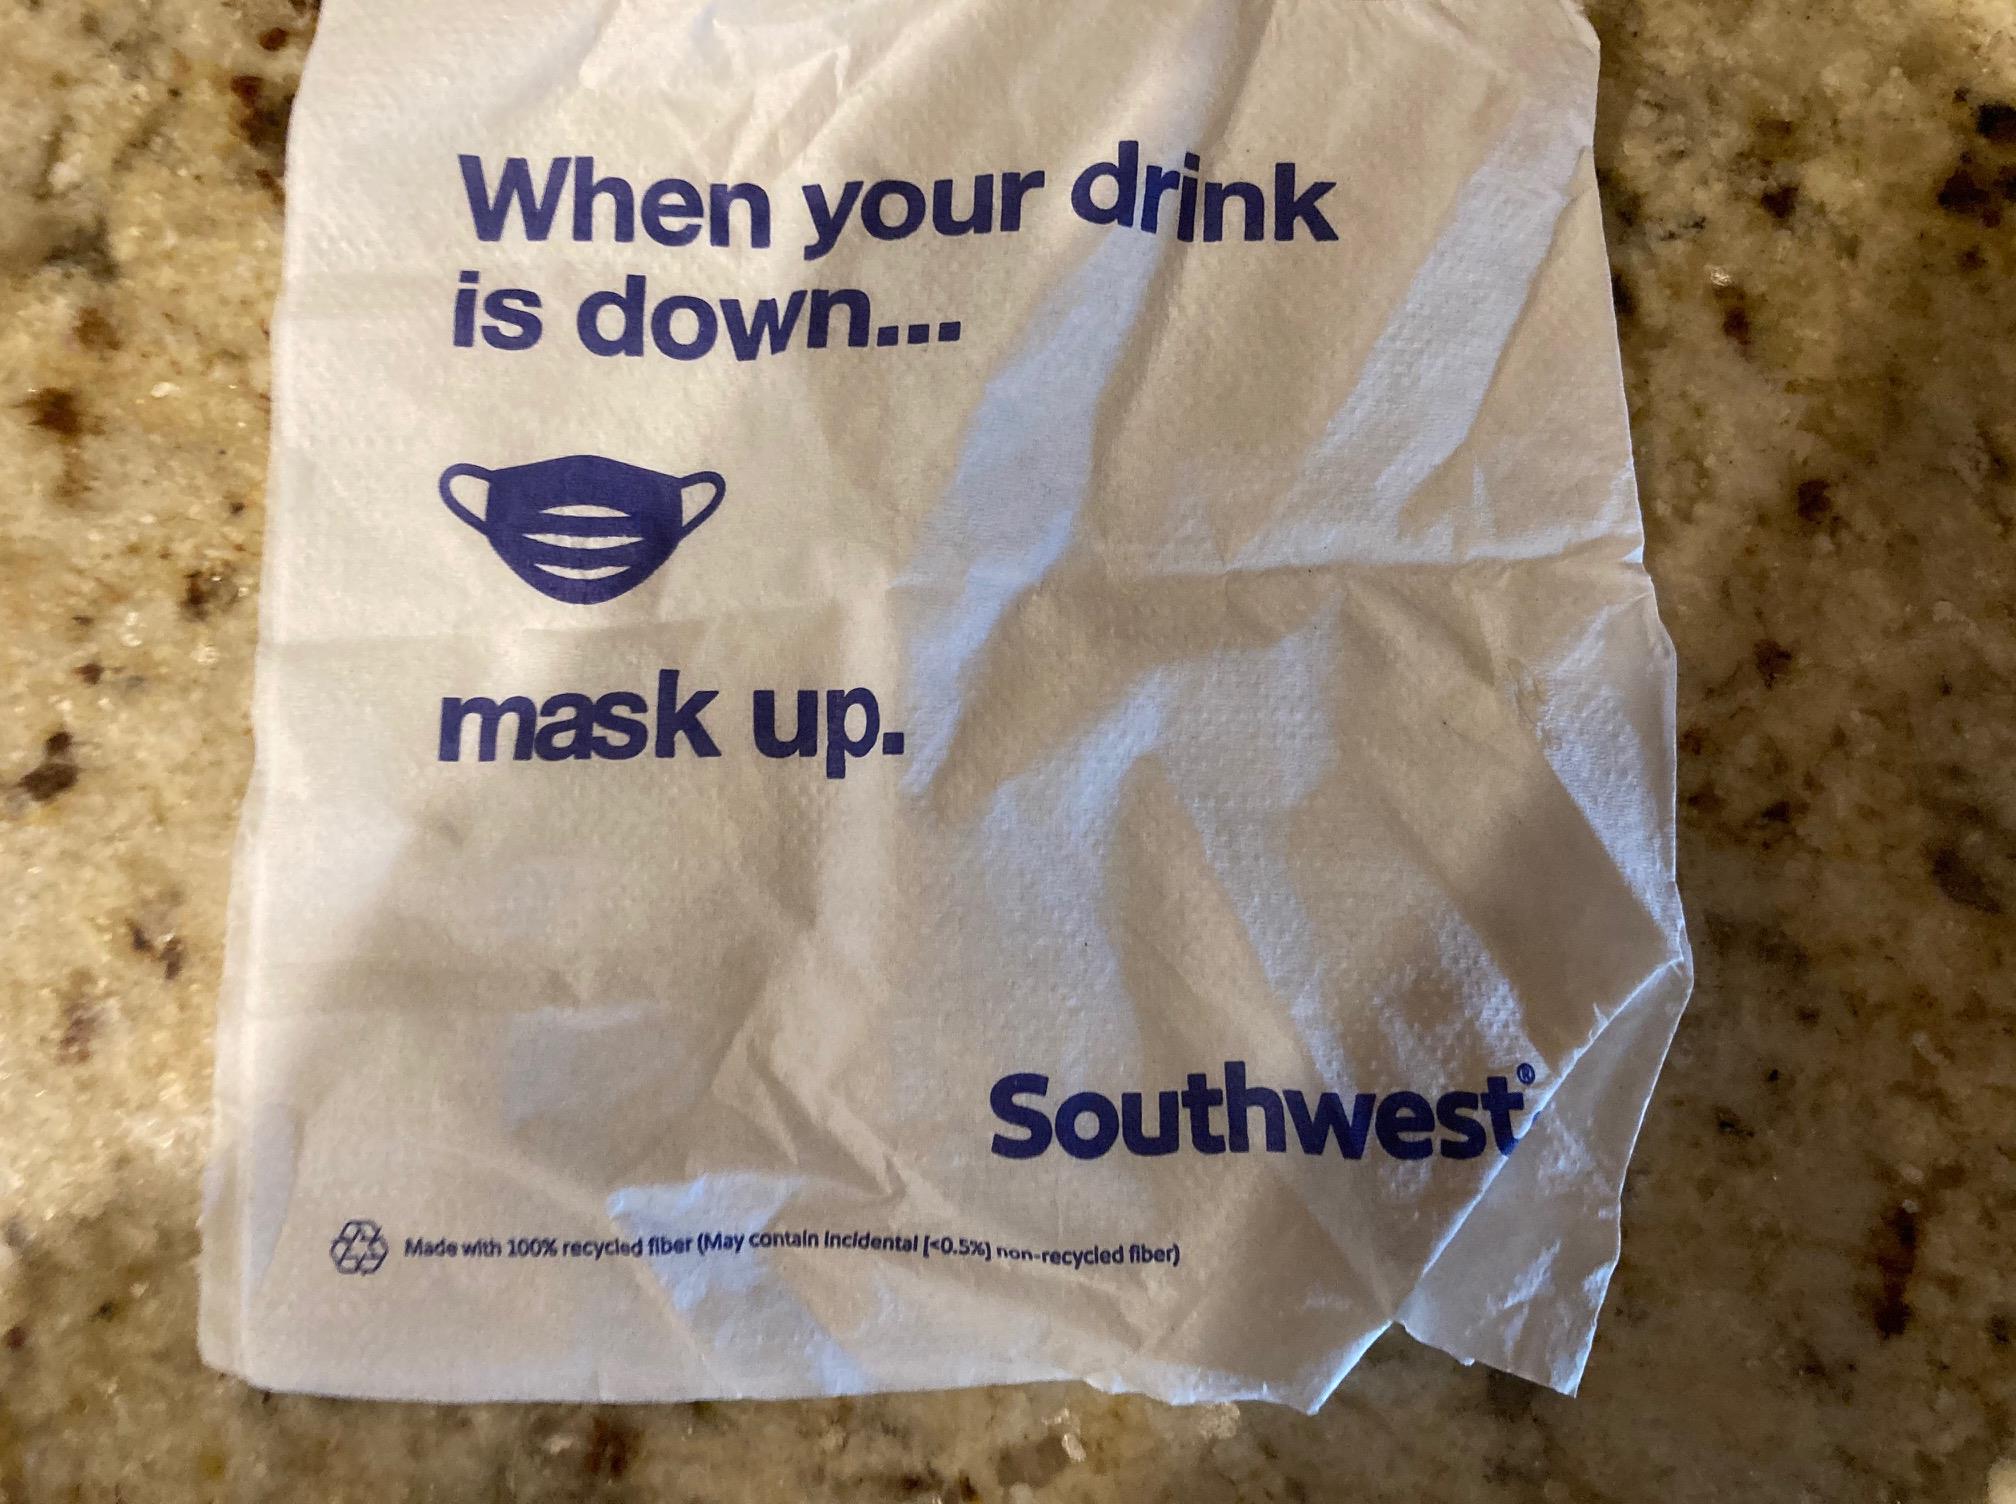 When your drink
is down...
mask up.
Southwest®
Made with 100% recycled fiber (May contain incidental [<0.5%] non-recycled fiber)